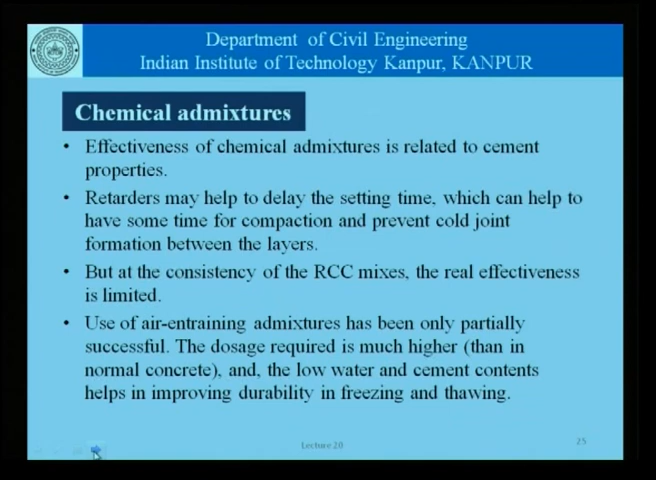 Department of Civil Engineering
Indian Institute of Technology Kanpur, KANPUR
Chemical admixtures
• Effectiveness of chemical admixtures is related to cement
properties.
• Retarders may help to delay the setting time, which can help to
have some time for compaction and prevent cold joint
formation between the layers.
• But at the consistency of the RCC mixes, the real effectiveness
is limited.
• Use of air-entraining admixtures has been only partially
successful. The dosage required is much higher (than in
normal concrete), and, the low water and cement contents
helps in improving durability in freezing and thawing.
Lecture 20
25